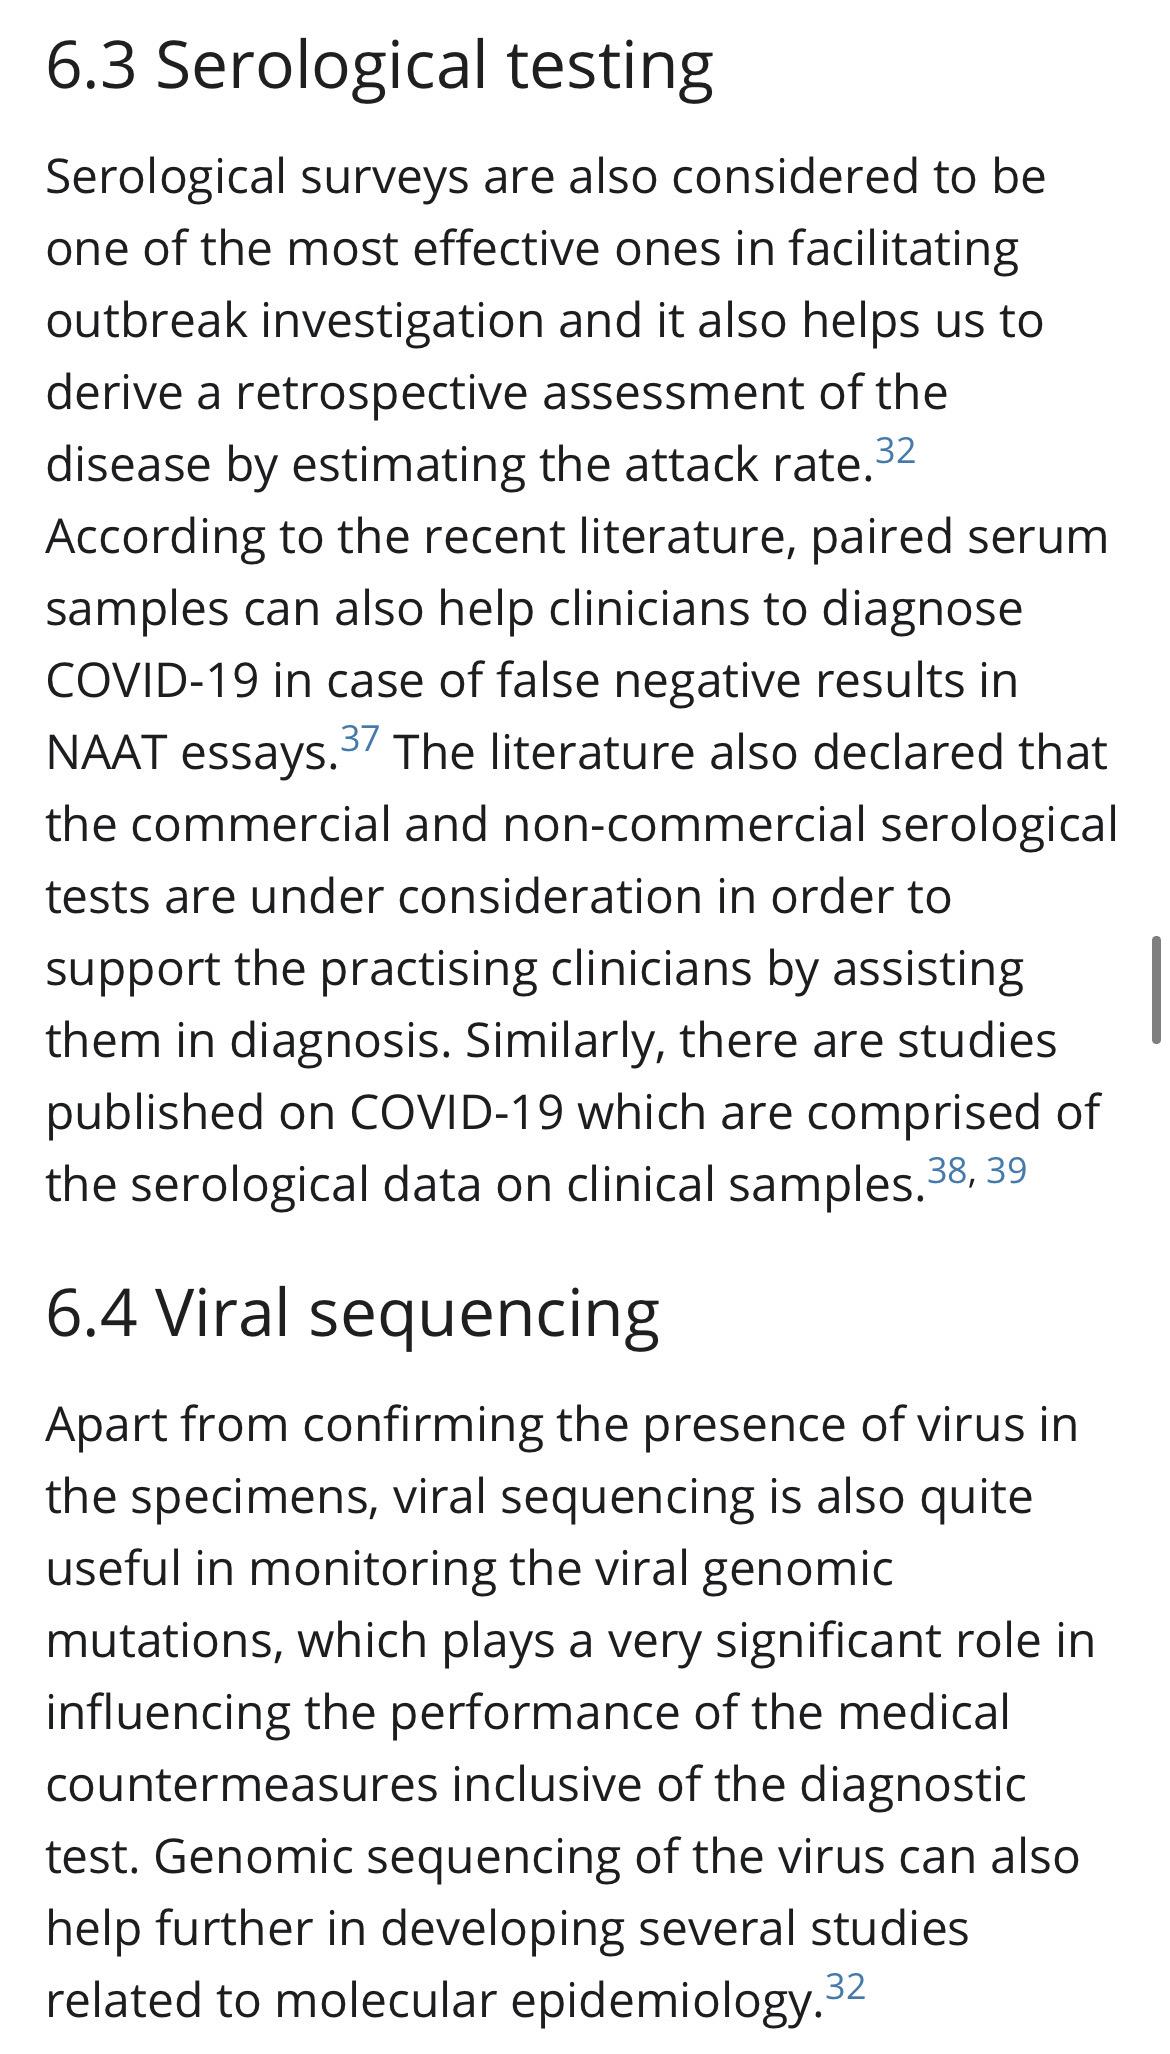 6.3 Serological testing
Serological surveys are also considered to be
one of the most effective ones in facilitating
outbreak investigation and it also helps us to
derive a retrospective assessment of the
disease by estimating the attack rate.32
According to the recent literature, paired serum
samples can also help clinicians to diagnose
COVID-19 in case of false negative results in
NAAT essays.37 The literature also declared that
the commercial and non-commercial serological
tests are under consideration in order to
support the practising clinicians by assisting
them in diagnosis. Similarly, there are studies
published on COVID-19 which are comprised of
the serological data on clinical samples.38, 39
6.4 Viral sequencing
Apart from confirming the presence of virus in
the specimens, viral sequencing is also quite
useful in monitoring the viral genomic
mutations, which plays a very significant role in
influencing the performance of the medical
countermeasures inclusive of the diagnostic
test. Genomic sequencing of the virus can also
help further in developing several studies
related to molecular epidemiology.32